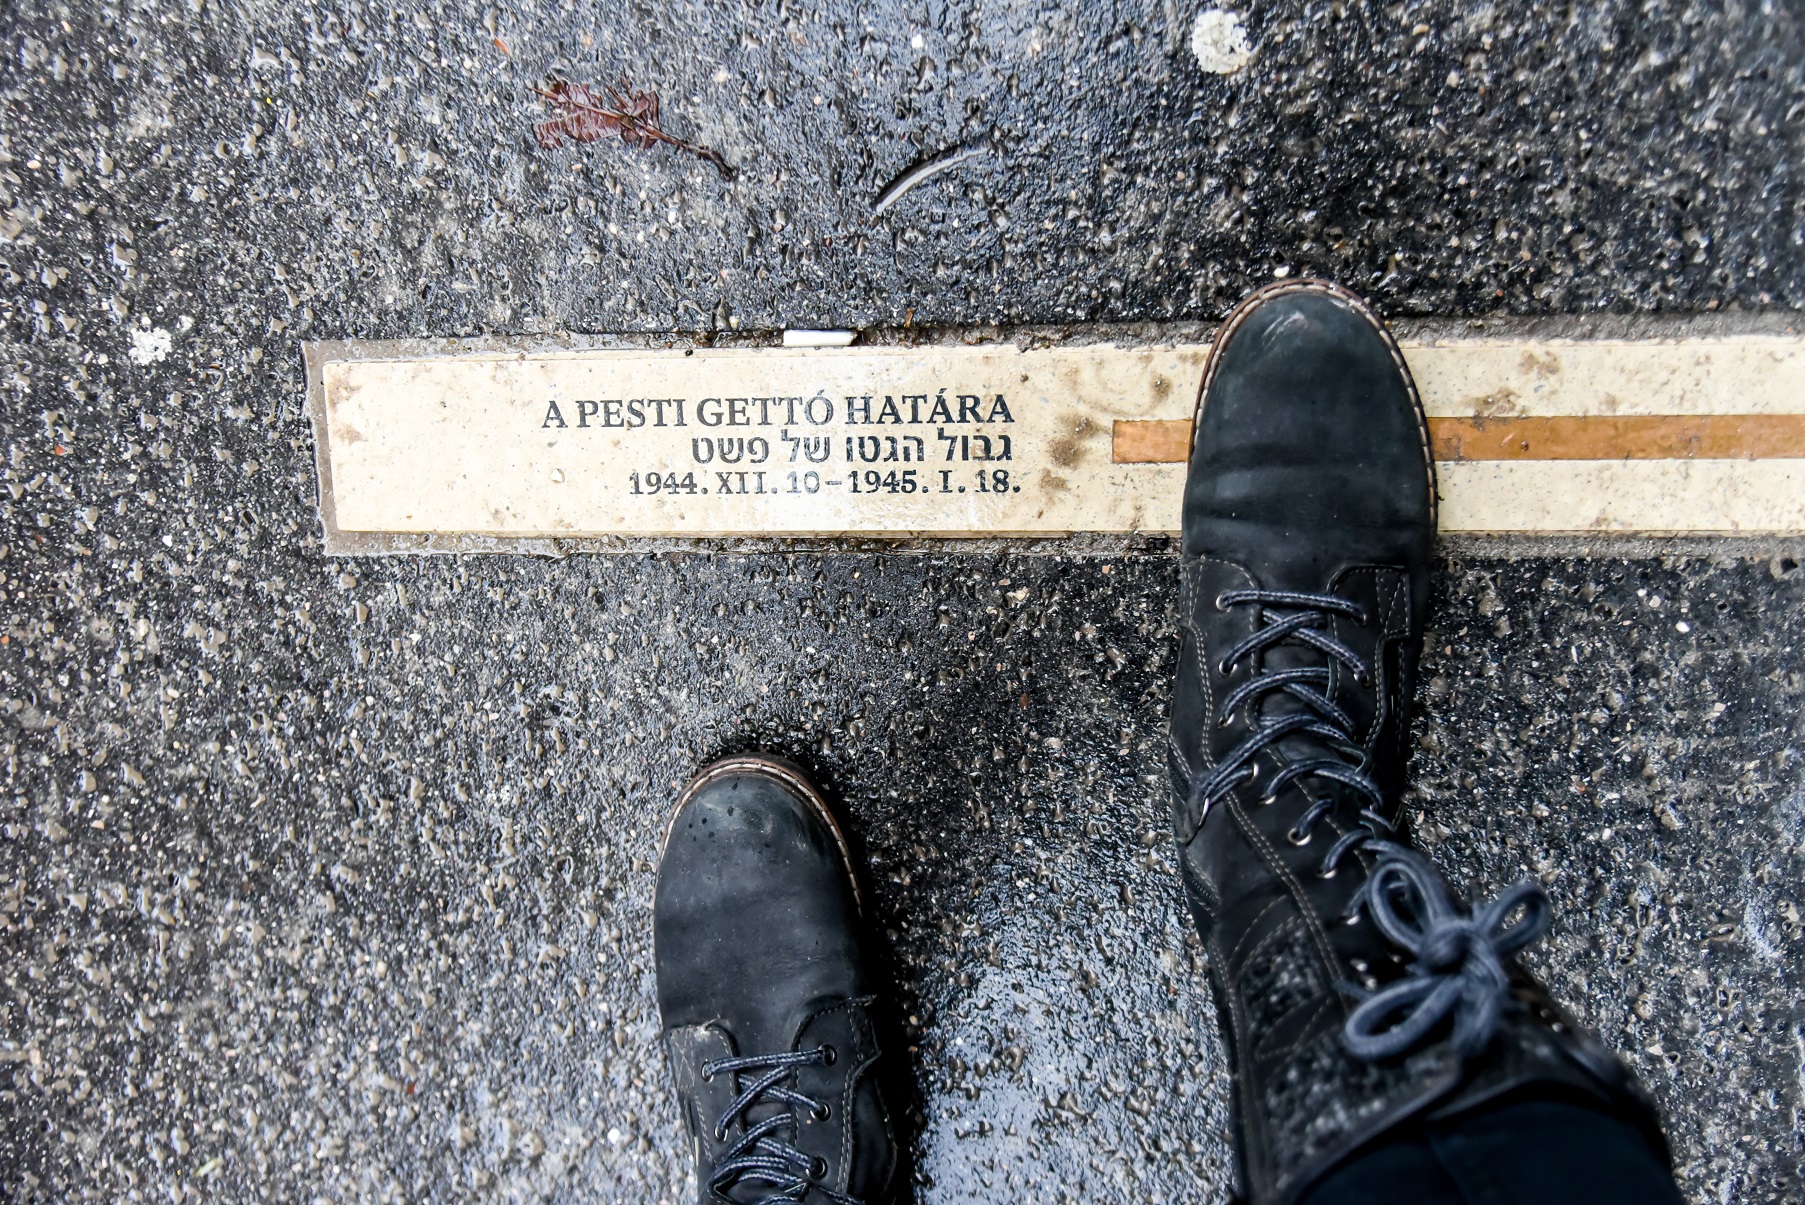 A PESTI GETTÓ HATÁRA
גבול הגטו של פשט
1944. XII. 10–1945. I. 18.